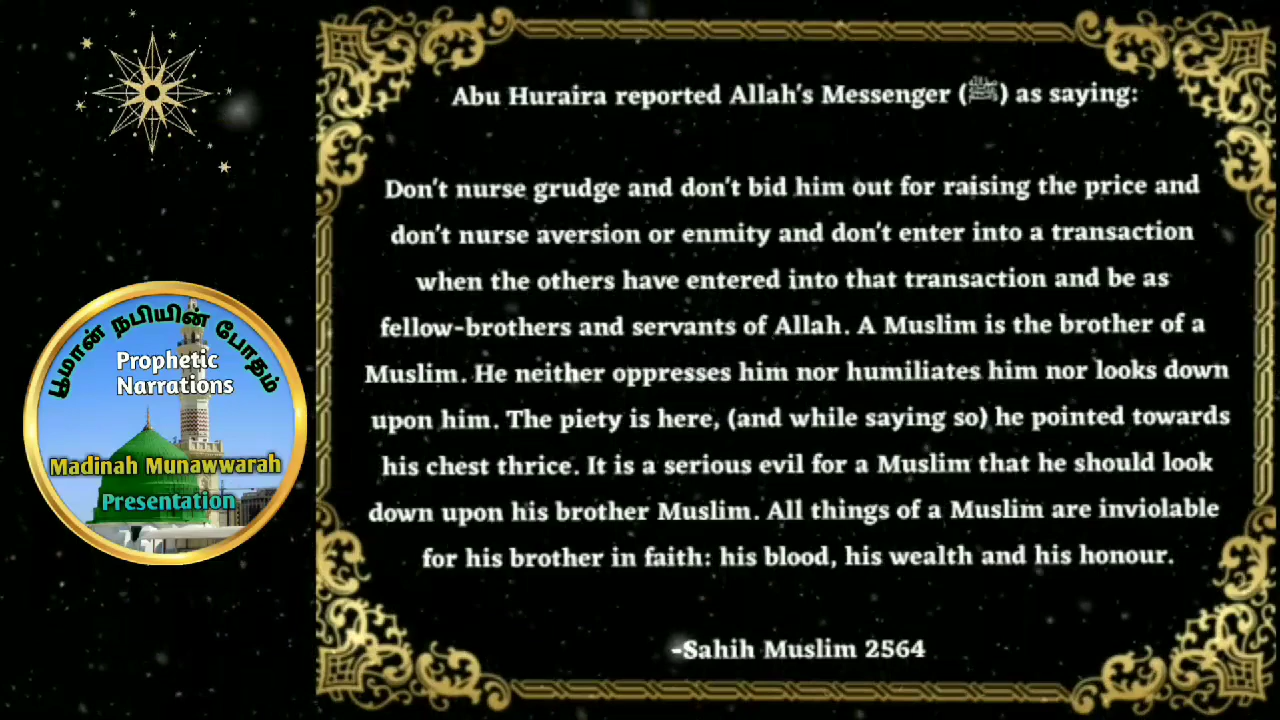 பூமான் நபியின் போதம்
Prophetic
Narrations
Madinah Munawwarah
Presentation
Abu Huraira reported Allah's Messenger (ﷺ) as saying:
Don't nurse grudge and don't bid him out for raising the price and
don't nurse aversion or enmity and don't enter into a transaction
when the others have entered into that transaction and be as
fellow-brothers and servants of Allah. A Muslim is the brother of a
Muslim. He neither oppresses him nor humiliates him nor looks down
upon him. The piety is here, (and while saying so) he pointed towards
his chest thrice. It is a serious evil for a Muslim that he should look
down upon his brother Muslim. All things of a Muslim are inviolable
for his brother in faith: his blood, his wealth and his honour.
-Sahih Muslim 2564